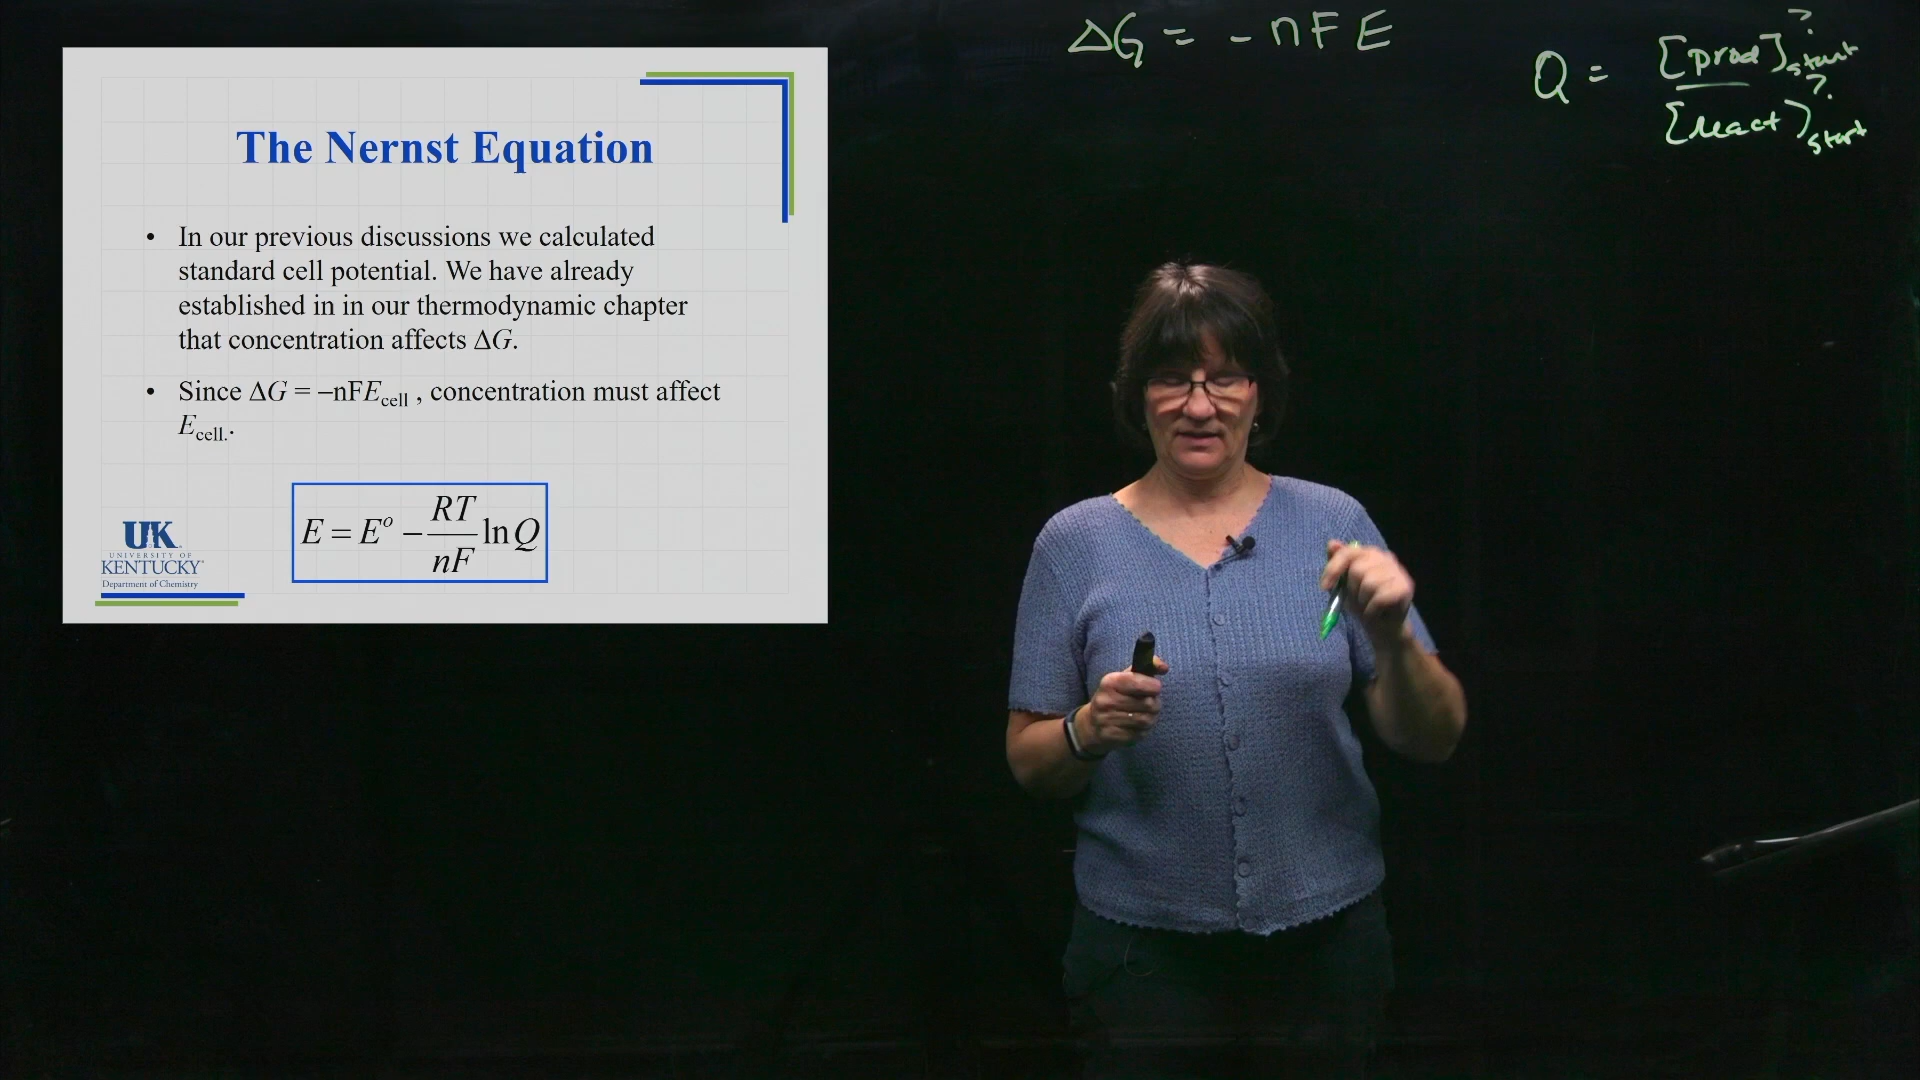 The Nernst Equation
• In our previous discussions we calculated
standard cell potential. We have already
established in in our thermodynamic chapter
that concentration affects ΔG.
• Since ΔG = –nFEcell , concentration must affect
Ecell..
E = Eº − RT/nF ln Q
UK
UNIVERSITY OF
KENTUCKY
Department of Chemistry
ΔG = - n F E
Q = [prod]?start
[react]?start